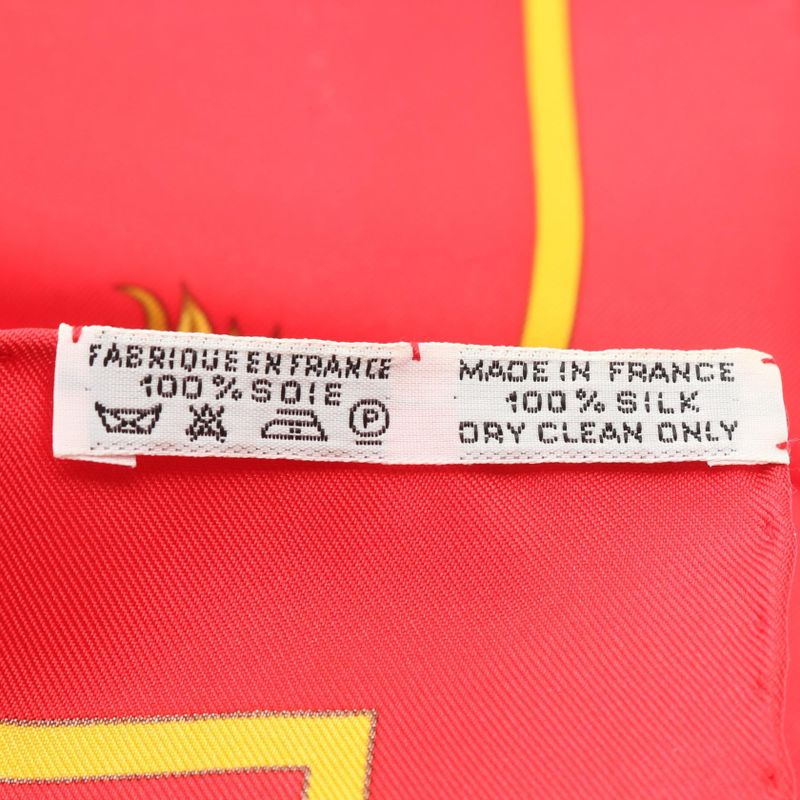 FABRIQUE EN FRANCE
100% SOIE
P
MADE IN FRANCE
100% SILK
DRY CLEAN ONLY